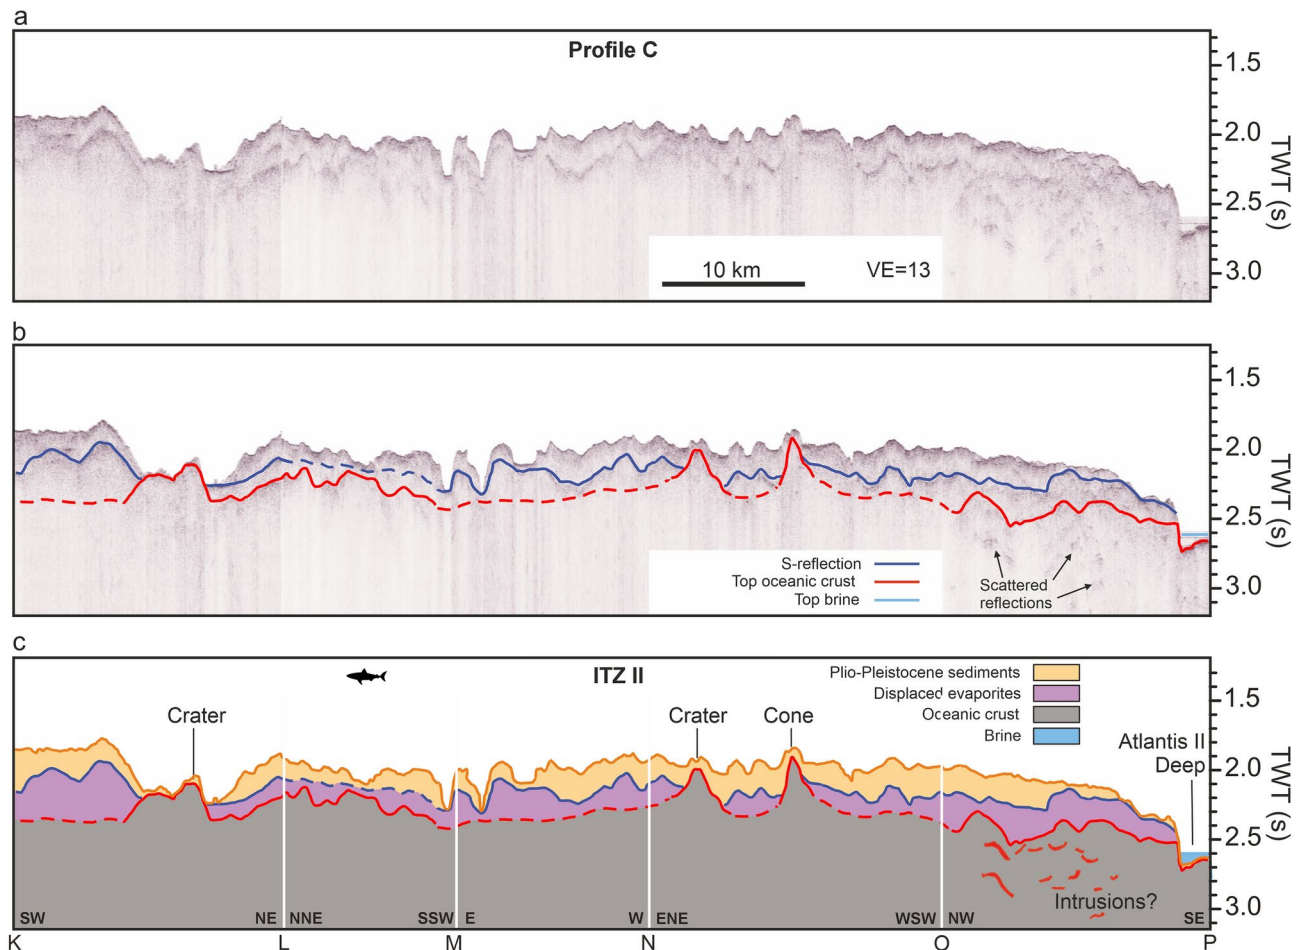 a
Profile C
1.5
2.0
2.5
3.0
TWT (s)
10 km
VE=13
b
1.5
2.0
2.5
3.0
TWT (s)
S-reflection
Top oceanic crust
Top brine
Scattered
reflections
c
ITZ II
Plio-Pleistocene sediments
Displaced evaporites
Oceanic crust
Brine
1.5
2.0
2.5
3.0
TWT (s)
Crater
Crater
Cone
Atlantis II
Deep
Intrusions?
SW
NE
NNE
SSW
E
W
ENE
WSW
NW
SE
K
L
M
N
O
P